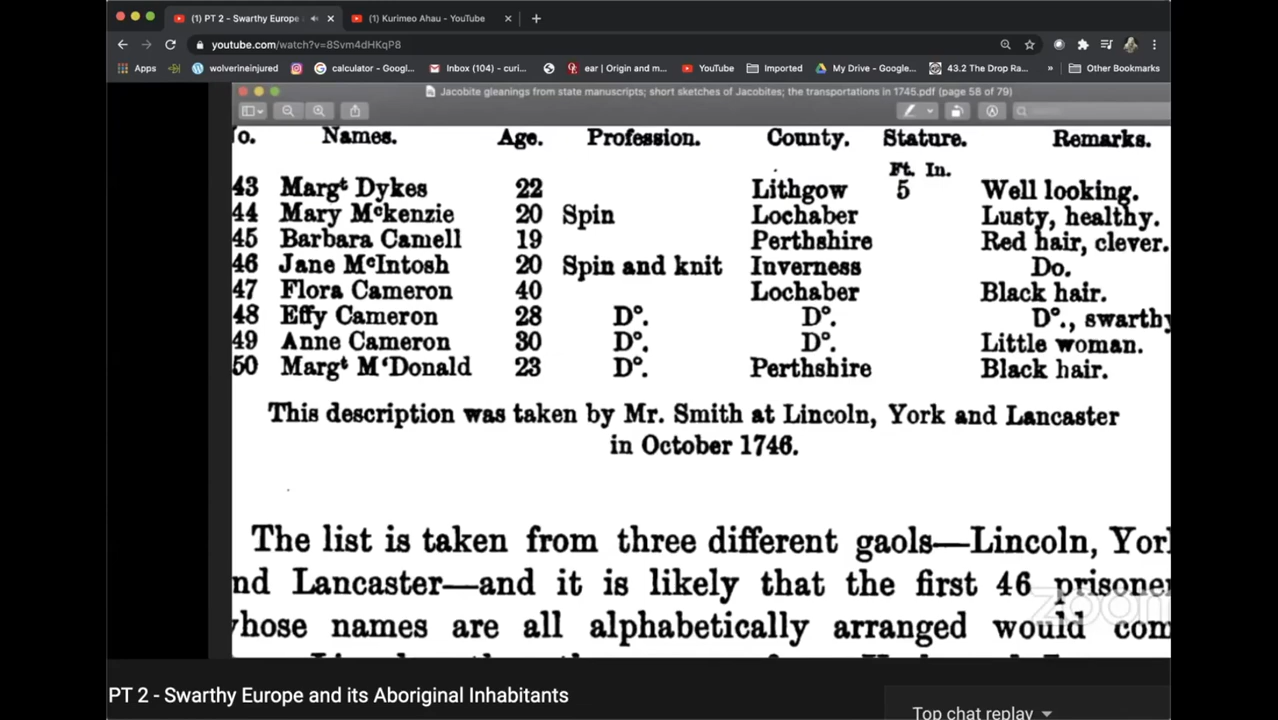 (1) PT 2 - Swarthy Europe
(1) Kurimeo Ahau - YouTube
youtube.com/watch?v=8Svm4dHKqP8
Apps wolverineinjured calculator - Googl... Inbox (104) - curi... ear | Origin and m... YouTube Imported My Drive - Googl... 43.2 The Drop Ra... » Other Bookmarks
Jacobite gleanings from state manuscripts; short sketches of Jacobites; the transportations in 1745.pdf (page 58 of 79)
o. Names. Age. Profession. County. Stature. Remarks.
Ft. In.
43 Margt Dykes 22 Lithgow 5 Well looking.
44 Mary Mckenzie 20 Spin Lochaber Lusty, healthy.
45 Barbara Camell 19 Perthshire Red hair, clever.
46 Jane McIntosh 20 Spin and knit Inverness Do.
47 Flora Cameron 40 Lochaber Black hair.
48 Effy Cameron 28 Do. Do. Do., swarthy
49 Anne Cameron 30 Do. Do. Little woman.
50 Margt M'Donald 23 Do. Perthshire Black hair.
This description was taken by Mr. Smith at Lincoln, York and Lancaster
in October 1746.
The list is taken from three different gaols—Lincoln, Yor
nd Lancaster—and it is likely that the first 46 prisoner
zoom
whose names are all alphabetically arranged would com
PT 2 - Swarthy Europe and its Aboriginal Inhabitants
Top chat replay